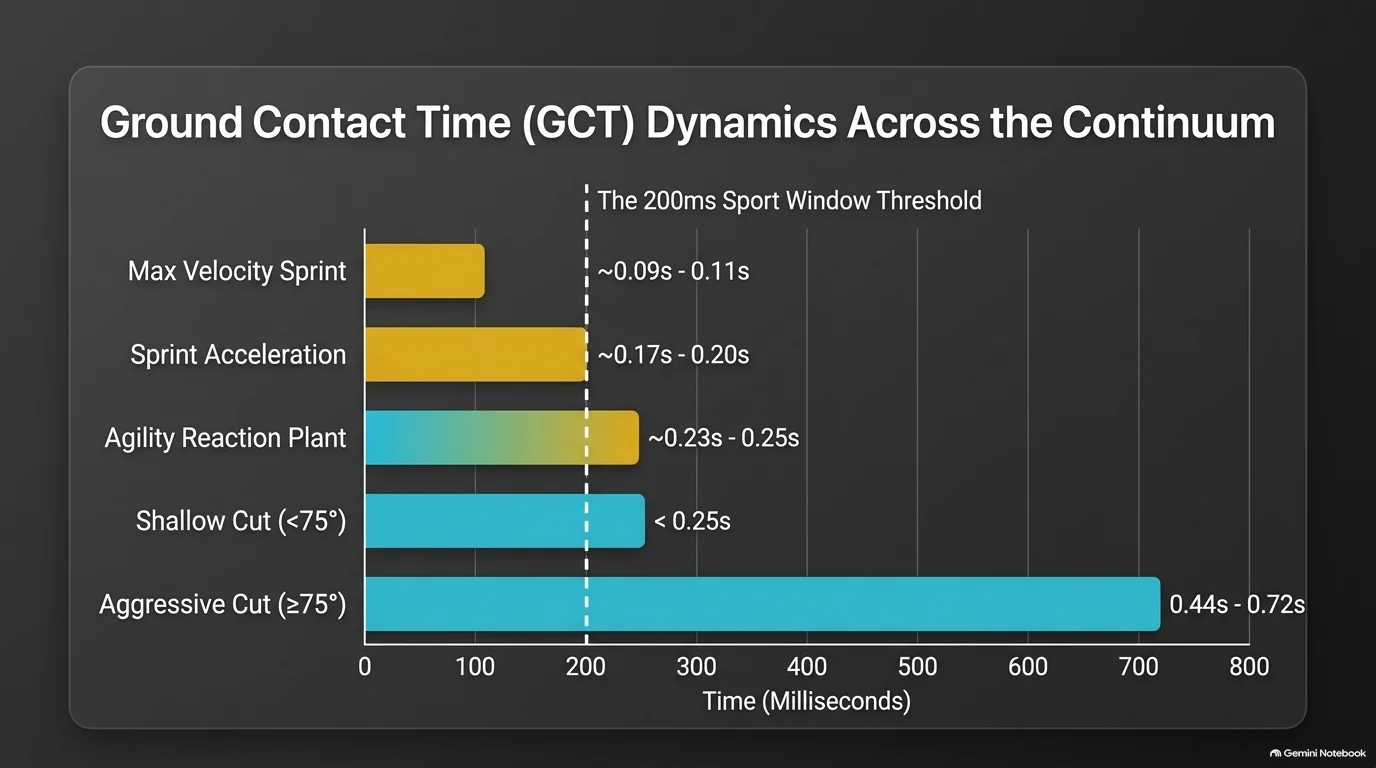 Ground Contact Time (GCT) Dynamics Across the Continuum
The 200ms Sport Window Threshold
Max Velocity Sprint
~0.09s - 0.11s
Sprint Acceleration
~0.17s - 0.20s
Agility Reaction Plant
~0.23s - 0.25s
Shallow Cut (<75°)
< 0.25s
Aggressive Cut (≥75°)
0.44s - 0.72s
0 100 200 300 400 500 600 700 800
Time (Milliseconds)
Gemini Notebook